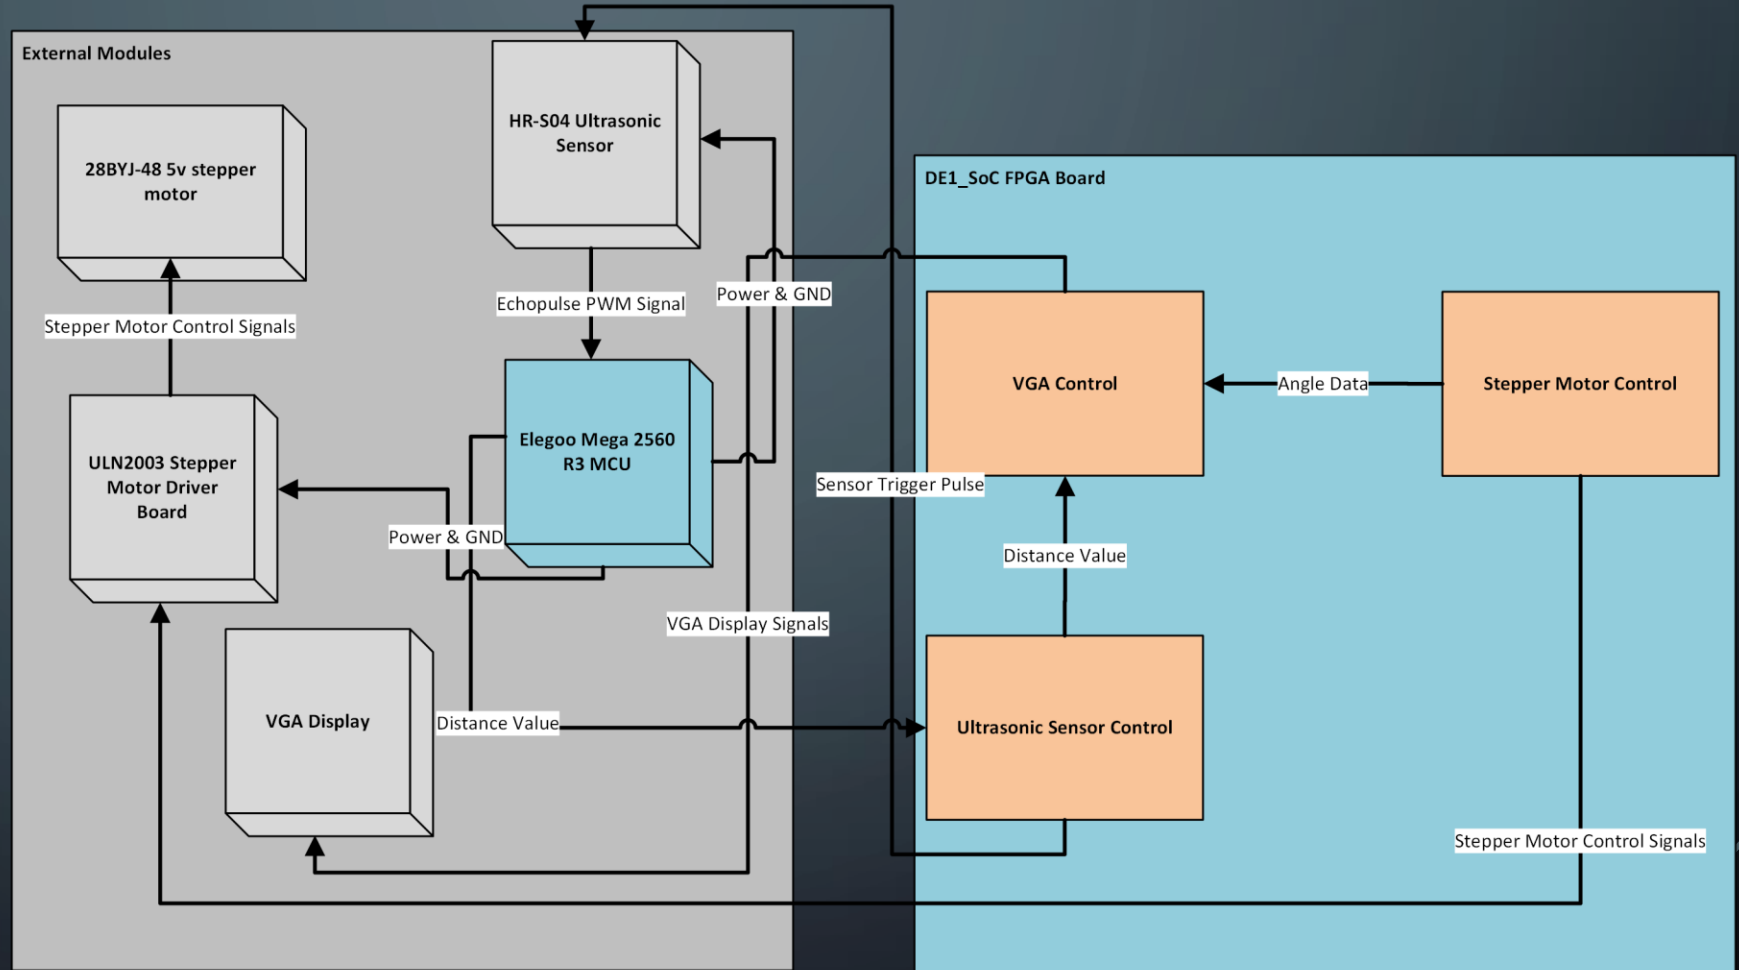 External Modules
HR-S04 Ultrasonic
Sensor
28BYJ-48 5v stepper
motor
DE1_SoC FPGA Board
Echopulse PWM Signal
Power & GND
Stepper Motor Control Signals
VGA Control
Angle Data
Stepper Motor Control
Elegoo Mega 2560
R3 MCU
ULN2003 Stepper
Motor Driver
Board
Sensor Trigger Pulse
Power & GND
Distance Value
VGA Display Signals
VGA Display
Distance Value
Ultrasonic Sensor Control
Stepper Motor Control Signals